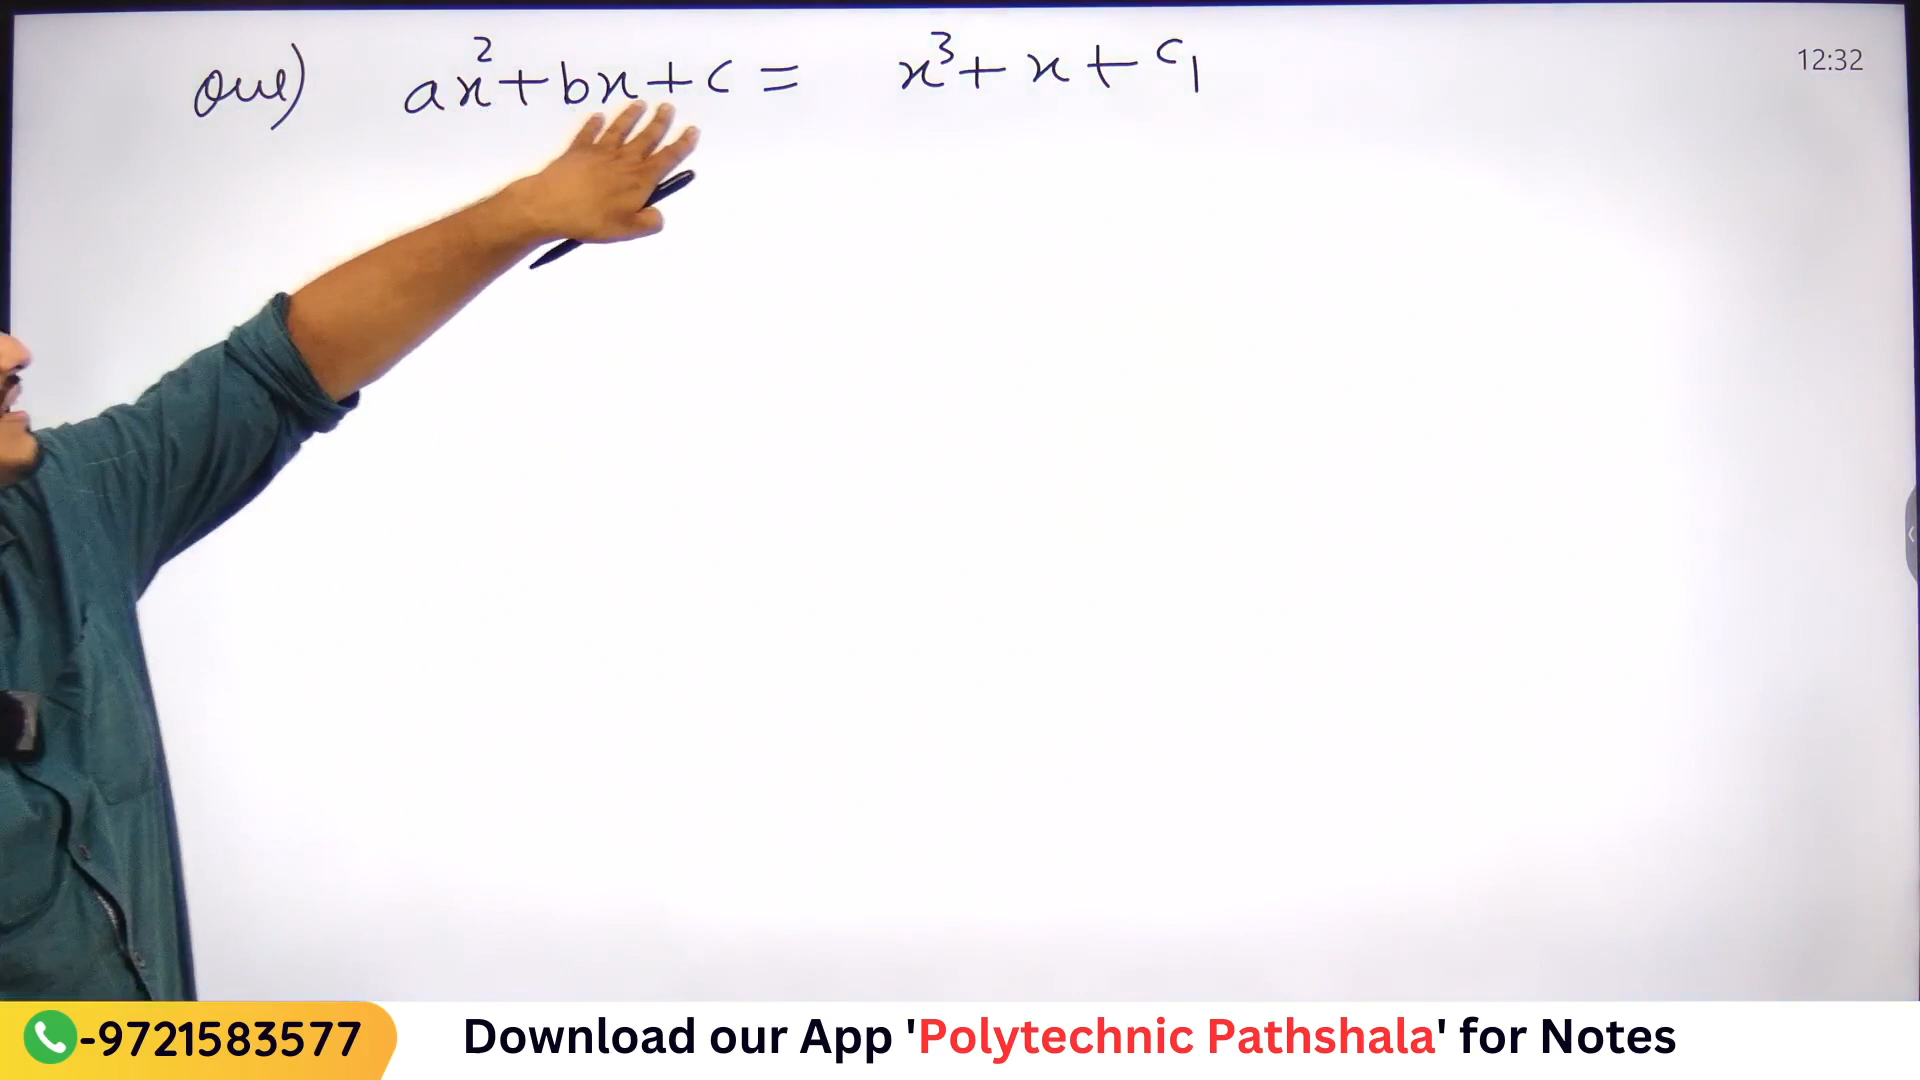 Que) ax² + bx + c = x³ + x + c₁
12:32
-9721583577
Download our App 'Polytechnic Pathshala' for Notes